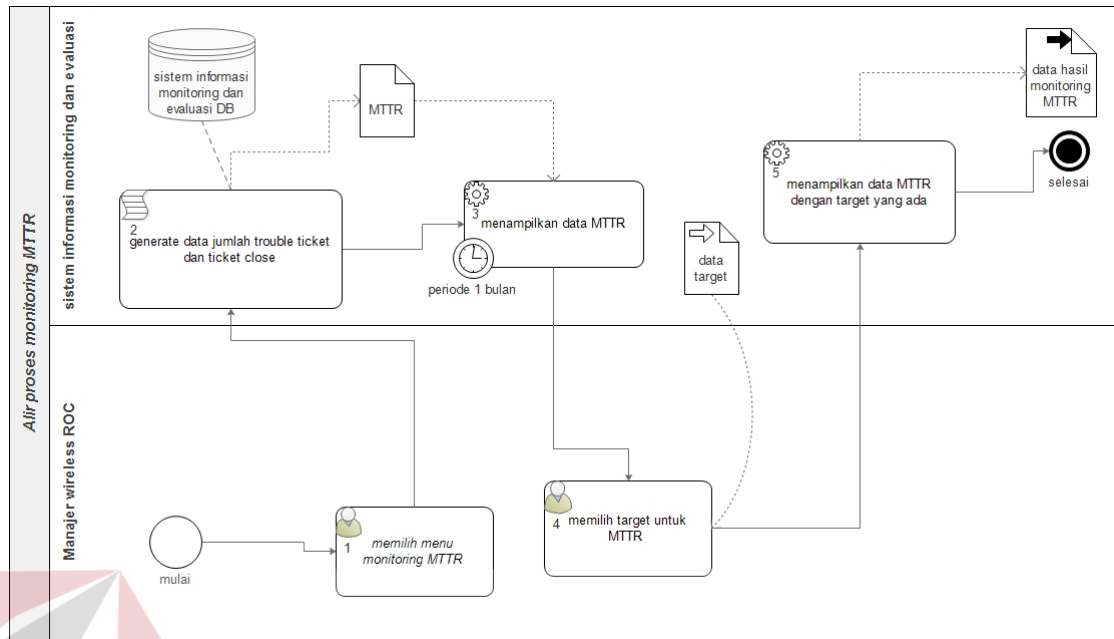 Alir proses monitoring MTTR
sistem informasi monitoring dan evaluasi
sistem informasi
monitoring dan
evaluasi DB
MTTR
2
generate data jumlah trouble ticket
dan ticket close
3
menampilkan data MTTR
periode 1 bulan
data
target
5
menampilkan data MTTR
dengan target yang ada
data hasil
monitoring
MTTR
selesai
Manajer wireless ROC
mulai
1
memilih menu
monitoring MTTR
4
memilih target untuk
MTTR